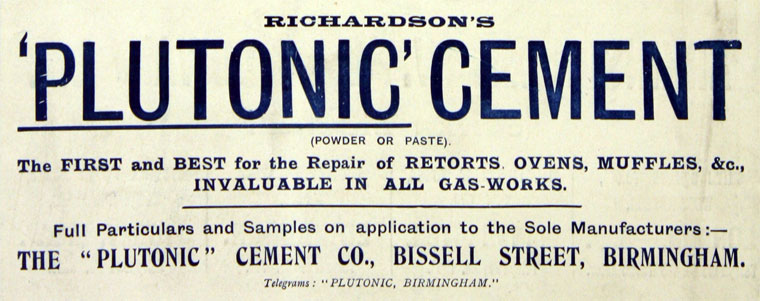 RICHARDSON'S
'PLUTONIC' CEMENT
(POWDER OR PASTE).
The FIRST and BEST for the Repair of RETORTS. OVENS, MUFFLES, &c.,
INVALUABLE IN ALL GAS-WORKS.
Full Particulars and Samples on application to the Sole Manufacturers:—
THE "PLUTONIC" CEMENT CO., BISSELL STREET, BIRMINGHAM.
Telegrams: "PLUTONIC, BIRMINGHAM."